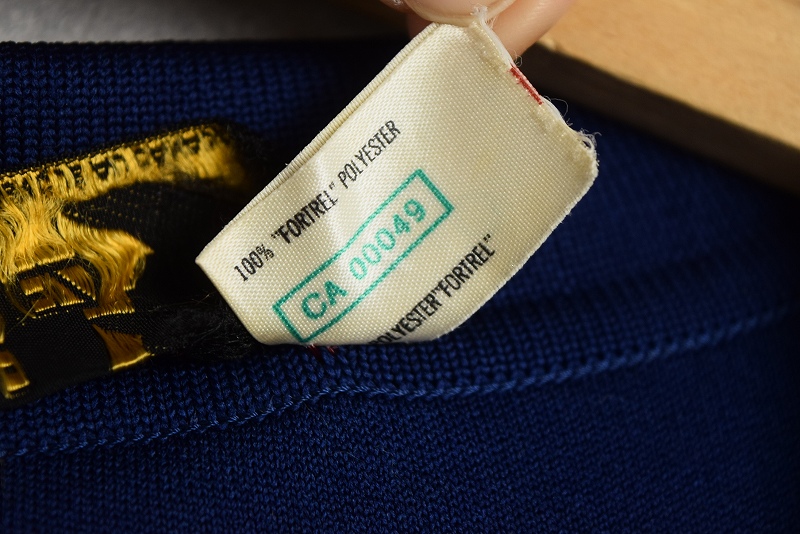 100% "FORTREL" POLYESTER
CA 00049
POLYESTER"FORTREL"